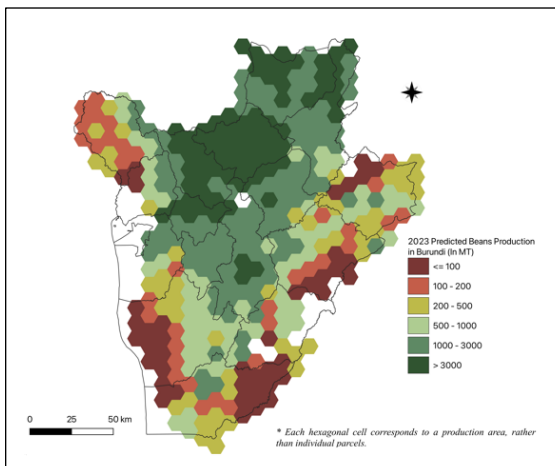 2023 Predicted Beans Production
in Burundi (In MT)
<= 100
100 - 200
200 - 500
500 - 1000
1000 - 3000
> 3000
0 25 50 km
* Each hexagonal cell corresponds to a production area, rather
than individual parcels.